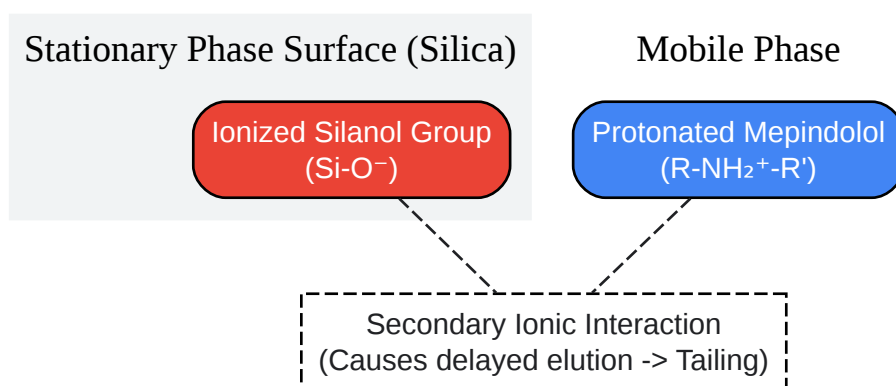 Stationary Phase Surface (Silica)
Mobile Phase
Ionized Silanol Group
(Si-O⁻)
Protonated Mepindolol
(R-NH₂⁺-R')
Secondary Ionic Interaction
(Causes delayed elution -> Tailing)